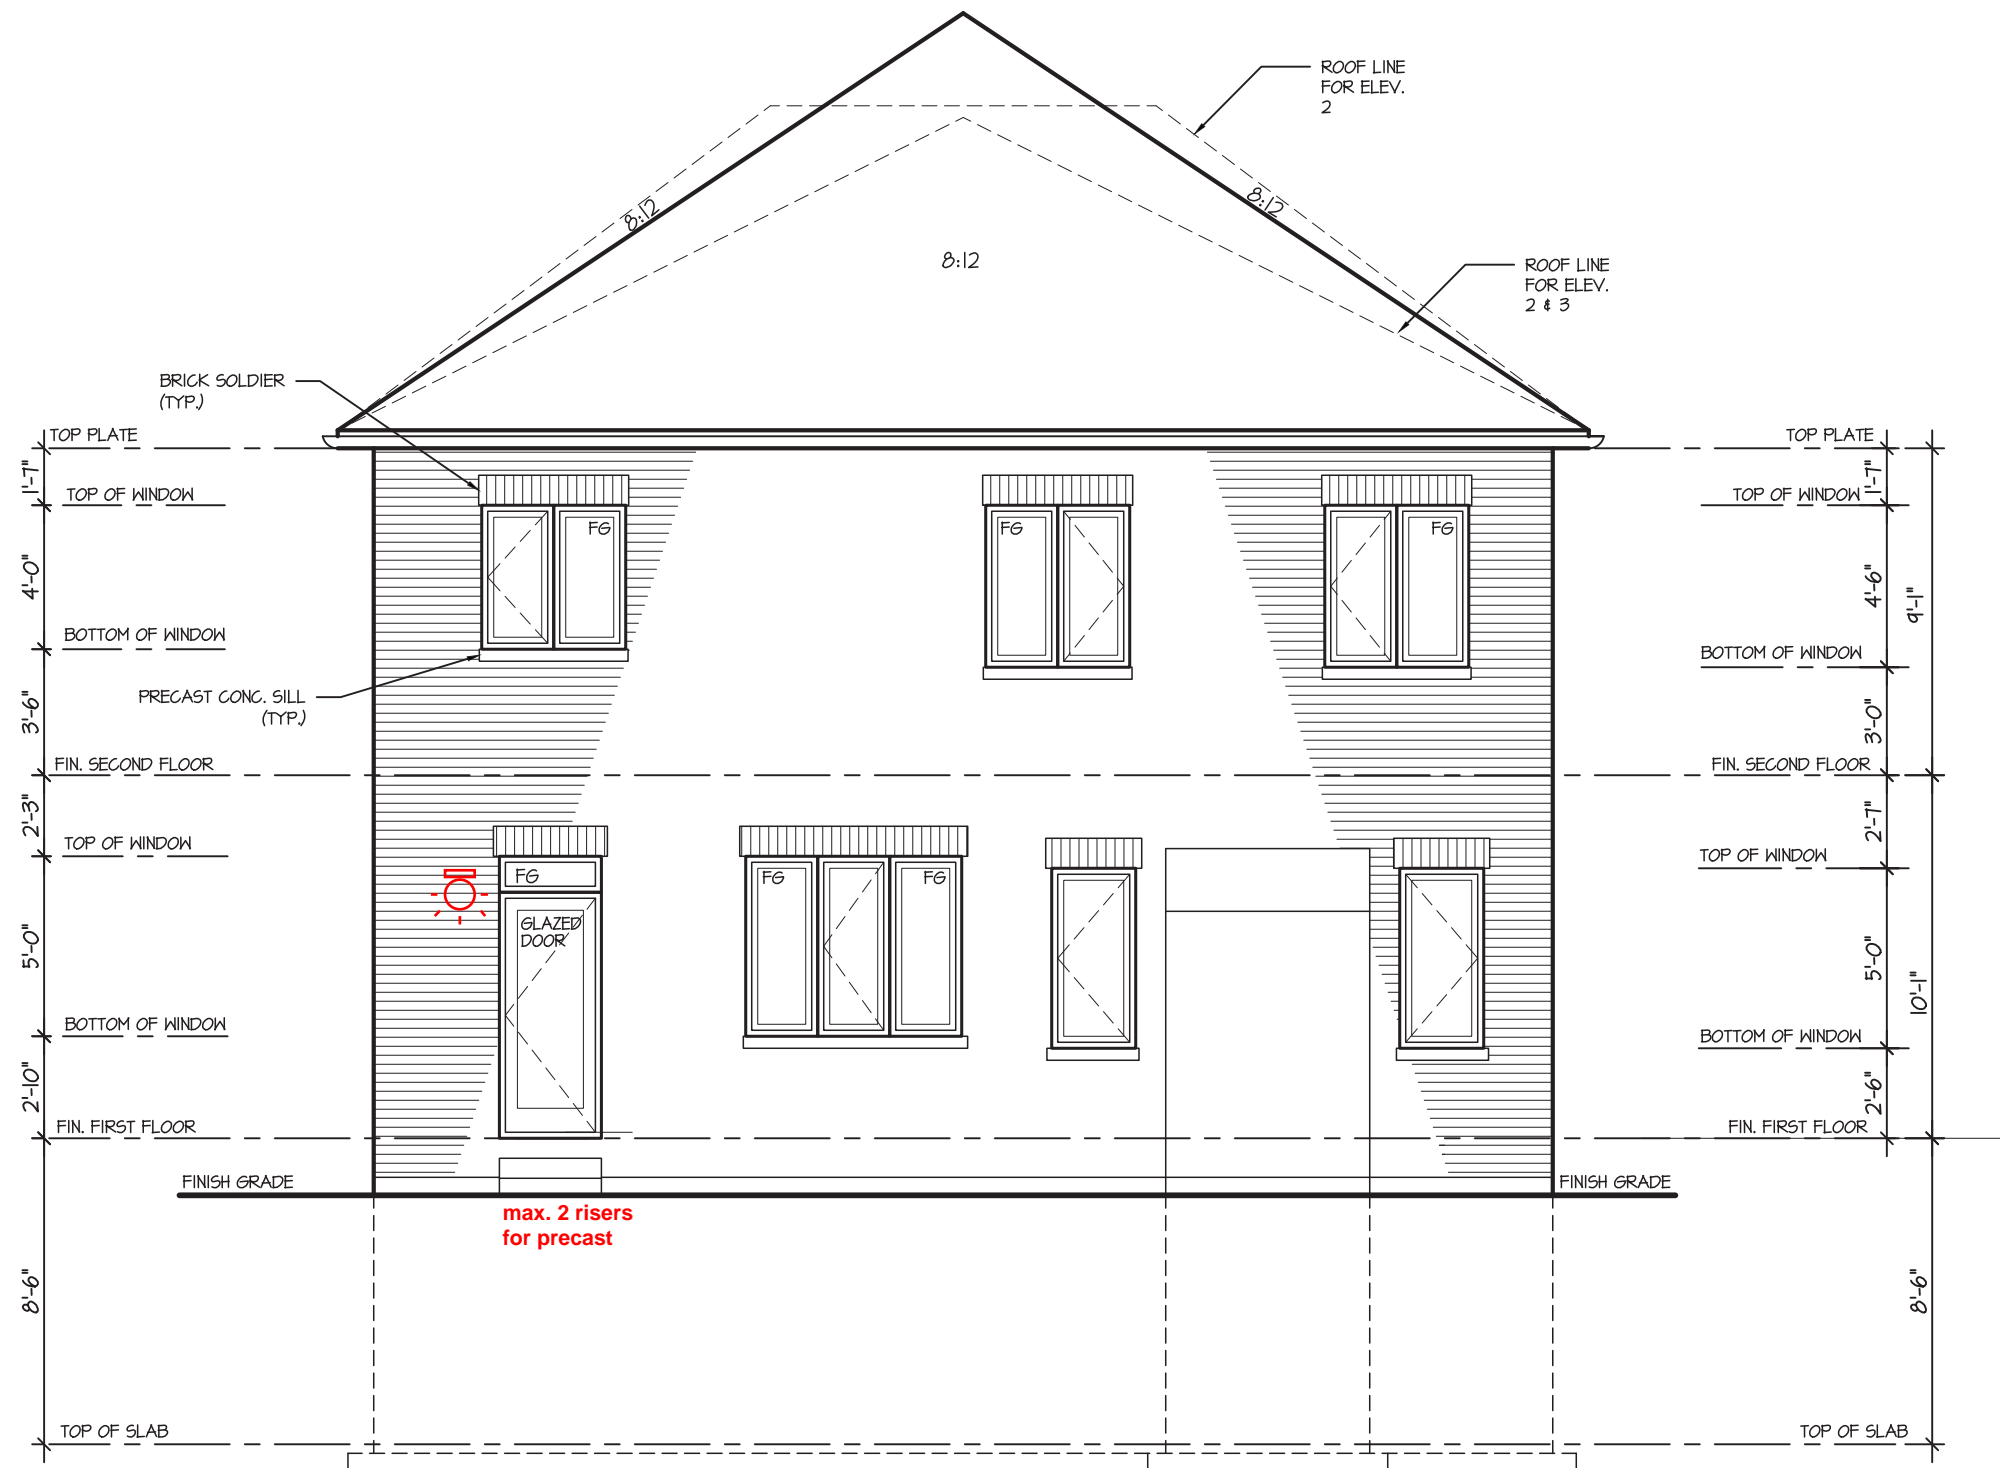 ROOF LINE
FOR ELEV.
2
8:12
8:12
8:12
ROOF LINE
FOR ELEV.
2 & 3
BRICK SOLDIER
(TYP.)
TOP PLATE
TOP PLATE
1'-7"
1'-7"
TOP OF WINDOW
TOP OF WINDOW
FG
FG
FG
4'-0"
4'-6"
9'-1"
BOTTOM OF WINDOW
BOTTOM OF WINDOW
PRECAST CONC. SILL
(TYP.)
3'-6"
3'-0"
FIN. SECOND FLOOR
FIN. SECOND FLOOR
2'-3"
2'-7"
TOP OF WINDOW
TOP OF WINDOW
FG
FG
FG
GLAZED
DOOR
5'-0"
5'-0"
10'-1"
BOTTOM OF WINDOW
BOTTOM OF WINDOW
2'-10"
2'-6"
FIN. FIRST FLOOR
FIN. FIRST FLOOR
FINISH GRADE
FINISH GRADE
max. 2 risers
for precast
8'-6"
8'-6"
TOP OF SLAB
TOP OF SLAB